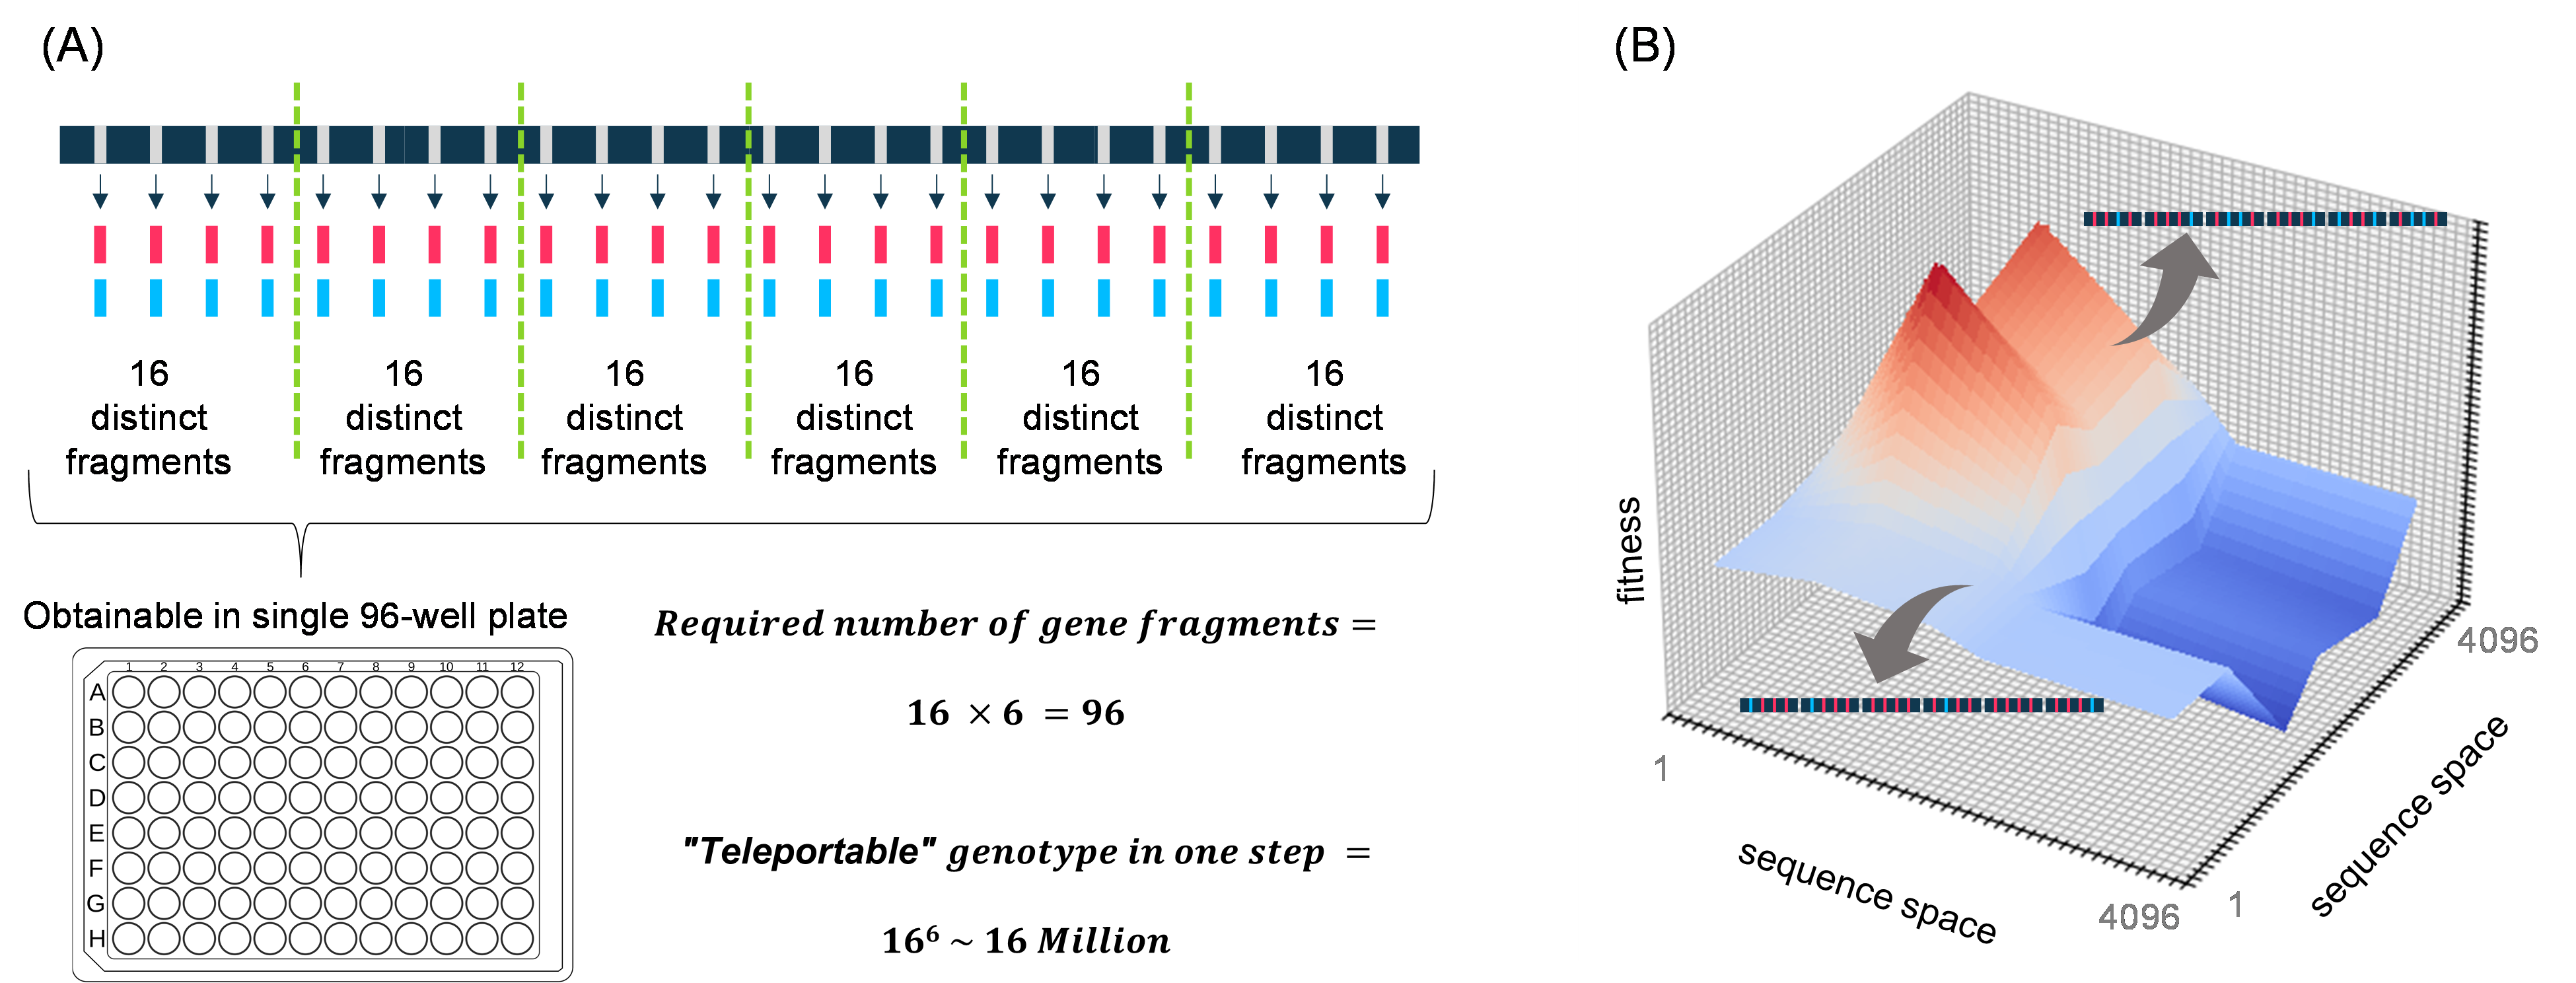 (A)
16 16 16 16 16 16
distinct distinct distinct distinct distinct distinct
fragments fragments fragments fragments fragments fragments
Obtainable in single 96-well plate
1 2 3 4 5 6 7 8 9 10 11 12
A
B
C
D
E
F
G
H
Required number of gene fragments =
16 × 6 = 96
"Teleportable" genotype in one step =
16⁶ ~ 16 Million
(B)
fitness
1
sequence space
4096
1
sequence space
4096